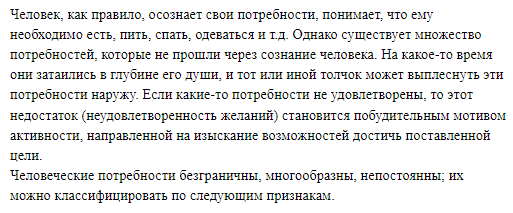 Человек, как правило, осознает свои потребности, понимает, что ему
необходимо есть, пить, спать, одеваться и т.д. Однако существует множество
потребностей, которые не прошли через сознание человека. На какое-то время
они затаились в глубине его души, и тот или иной толчок может выплеснуть эти
потребности наружу. Если какие-то потребности не удовлетворены, то этот
недостаток (неудовлетворенность желаний) становится побудительным мотивом
активности, направленной на изыскание возможностей достичь поставленной
цели.
Человеческие потребности безграничны, многообразны, непостоянны; их
можно классифицировать по следующим признакам.